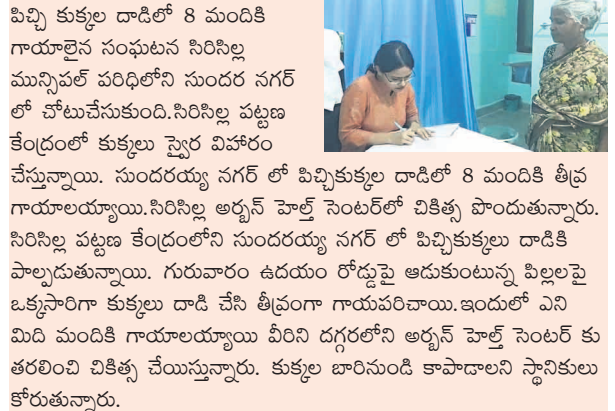 పిచ్చి కుక్కల దాడిలో 8 మందికి
గాయాలైన సంఘటన సిరిసిల్ల
మున్సిపల్ పరిధిలోని సుందర నగర్
లో చోటుచేసుకుంది.సిరిసిల్ల పట్టణ
కేంద్రంలో కుక్కలు స్వైర విహారం
చేస్తున్నాయి. సుందరయ్య నగర్ లో పిచ్చికుక్కల దాడిలో 8 మందికి తీవ్ర
గాయాలయ్యాయి.సిరిసిల్ల అర్బన్ హెల్త్ సెంటర్‌లో చికిత్స పొందుతున్నారు.
సిరిసిల్ల పట్టణ కేంద్రంలోని సుందరయ్య నగర్ లో పిచ్చికుక్కలు దాడికి
పాల్పడుతున్నాయి. గురువారం ఉదయం రోడ్డుపై ఆడుకుంటున్న పిల్లలపై
ఒక్కసారిగా కుక్కలు దాడి చేసి తీవ్రంగా గాయపరిచాయి.ఇందులో ఎని
మిది మందికి గాయాలయ్యాయి వీరిని దగ్గరలోని అర్బన్ హెల్త్ సెంటర్ కు
తరలించి చికిత్స చేయిస్తున్నారు. కుక్కల బారినుండి కాపాడాలని స్థానికులు
కోరుతున్నారు.